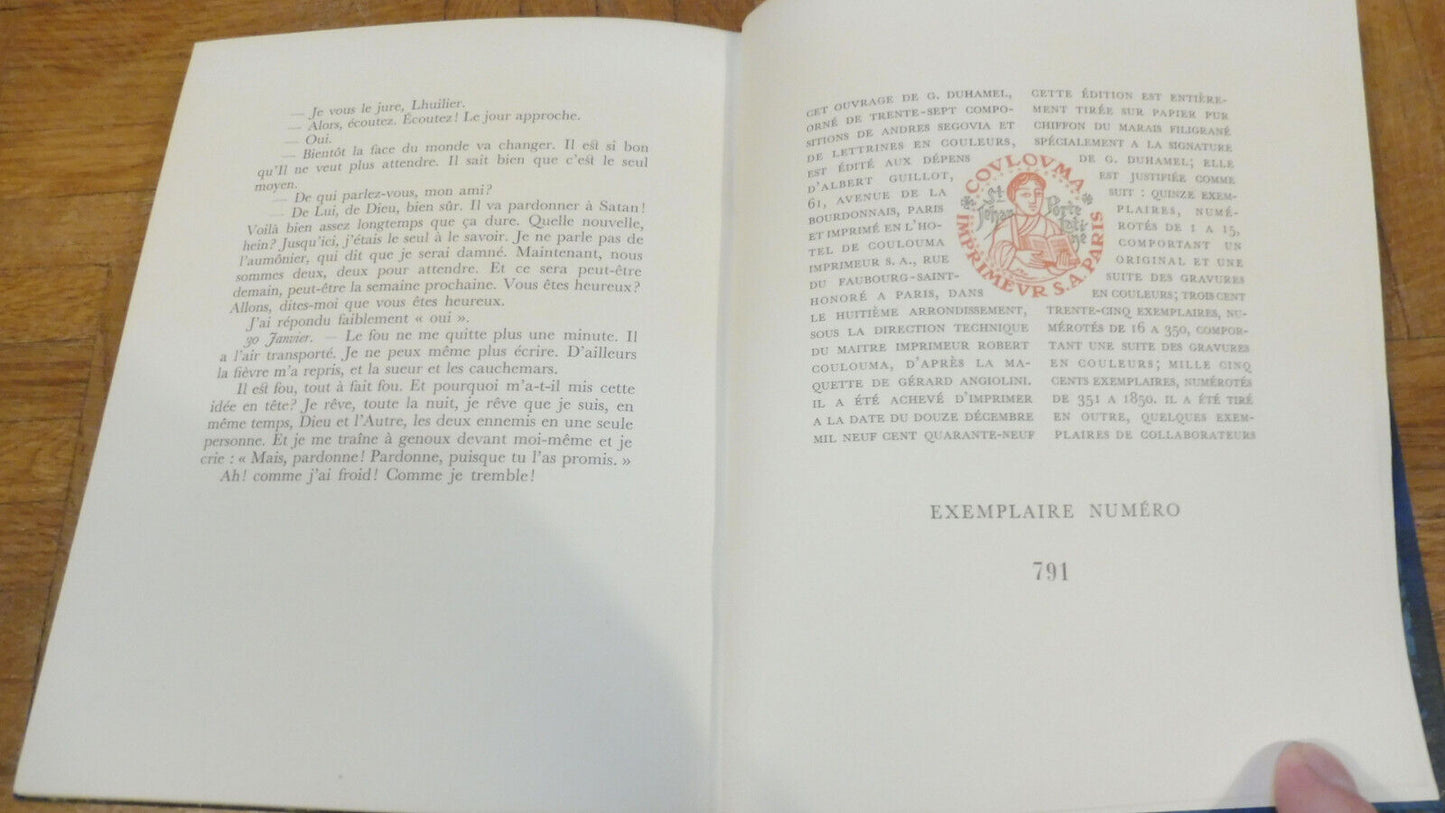 — Je vous le jure, Lhuilier.
— Alors, écoutez. Écoutez! Le jour approche.
— Oui.
— Bientôt la face du monde va changer. Il est si bon
qu'Il ne veut plus attendre. Il sait bien que c'est le seul
moyen.
— De qui parlez-vous, mon ami?
— De Lui, de Dieu, bien sûr. Il va pardonner à Satan!
Voilà bien assez longtemps que ça dure. Quelle nouvelle,
hein? Jusqu'ici, j'étais le seul à le savoir. Je ne parle pas de
l'aumônier, qui dit que je serai damné. Maintenant, nous
sommes deux, deux pour attendre. Et ce sera peut-être
demain, peut-être la semaine prochaine. Vous êtes heureux?
Allons, dites-moi que vous êtes heureux.
J'ai répondu faiblement « oui ».
30 Janvier. — Le fou ne me quitte plus une minute. Il
a l'air transporté. Je ne peux même plus écrire. D'ailleurs
la fièvre m'a repris, et la sueur et les cauchemars.
Il est fou, tout à fait fou. Et pourquoi m'a-t-il mis cette
idée en tête? Je rêve, toute la nuit, je rêve que je suis, en
même temps, Dieu et l'Autre, les deux ennemis en une seule
personne. Et je me traîne à genoux devant moi-même et je
crie : « Mais, pardonne! Pardonne, puisque tu l'as promis. »
Ah! comme j'ai froid! Comme je tremble!
CET OUVRAGE DE G. DUHAMEL,
ORNÉ DE TRENTE-SEPT COMPO-
SITIONS DE ANDRES SEGOVIA ET
DE LETTRINES EN COULEURS,
EST ÉDITÉ AUX DÉPENS
D'ALBERT GUILLOT,
61, AVENUE DE LA
BOURDONNAIS, PARIS
ET IMPRIMÉ EN L'HO-
TEL DE COULOUMA
IMPRIMEUR S.A., RUE
DU FAUBOURG-SAINT-
HONORÉ A PARIS, DANS
LE HUITIÈME ARRONDISSEMENT,
SOUS LA DIRECTION TECHNIQUE
DU MAITRE IMPRIMEUR ROBERT
COULOUMA, D'APRÈS LA MA-
QUETTE DE GÉRARD ANGIOLINI.
IL A ÉTÉ ACHEVÉ D'IMPRIMER
A LA DATE DU DOUZE DÉCEMBRE
MIL NEUF CENT QUARANTE-NEUF
COVLOVMA
IMPRIMEVR S.A. PARIS
St
Jehan
Porte
Lati
ne
CETTE ÉDITION EST ENTIÈRE-
MENT TIRÉE SUR PAPIER PUR
CHIFFON DU MARAIS FILIGRANÉ
SPÉCIALEMENT A LA SIGNATURE
DE G. DUHAMEL; ELLE
EST JUSTIFIÉE COMME
SUIT : QUINZE EXEM-
PLAIRES, NUMÉ-
ROTÉS DE 1 A 15,
COMPORTANT UN
ORIGINAL ET UNE
SUITE DES GRAVURES
EN COULEURS; TROIS CENT
TRENTE-CINQ EXEMPLAIRES, NU-
MÉROTÉS DE 16 A 350, COMPOR-
TANT UNE SUITE DES GRAVURES
EN COULEURS; MILLE CINQ
CENTS EXEMPLAIRES, NUMÉROTÉS
DE 351 A 1850. IL A ÉTÉ TIRÉ
EN OUTRE, QUELQUES EXEM-
PLAIRES DE COLLABORATEURS
EXEMPLAIRE NUMÉRO
791